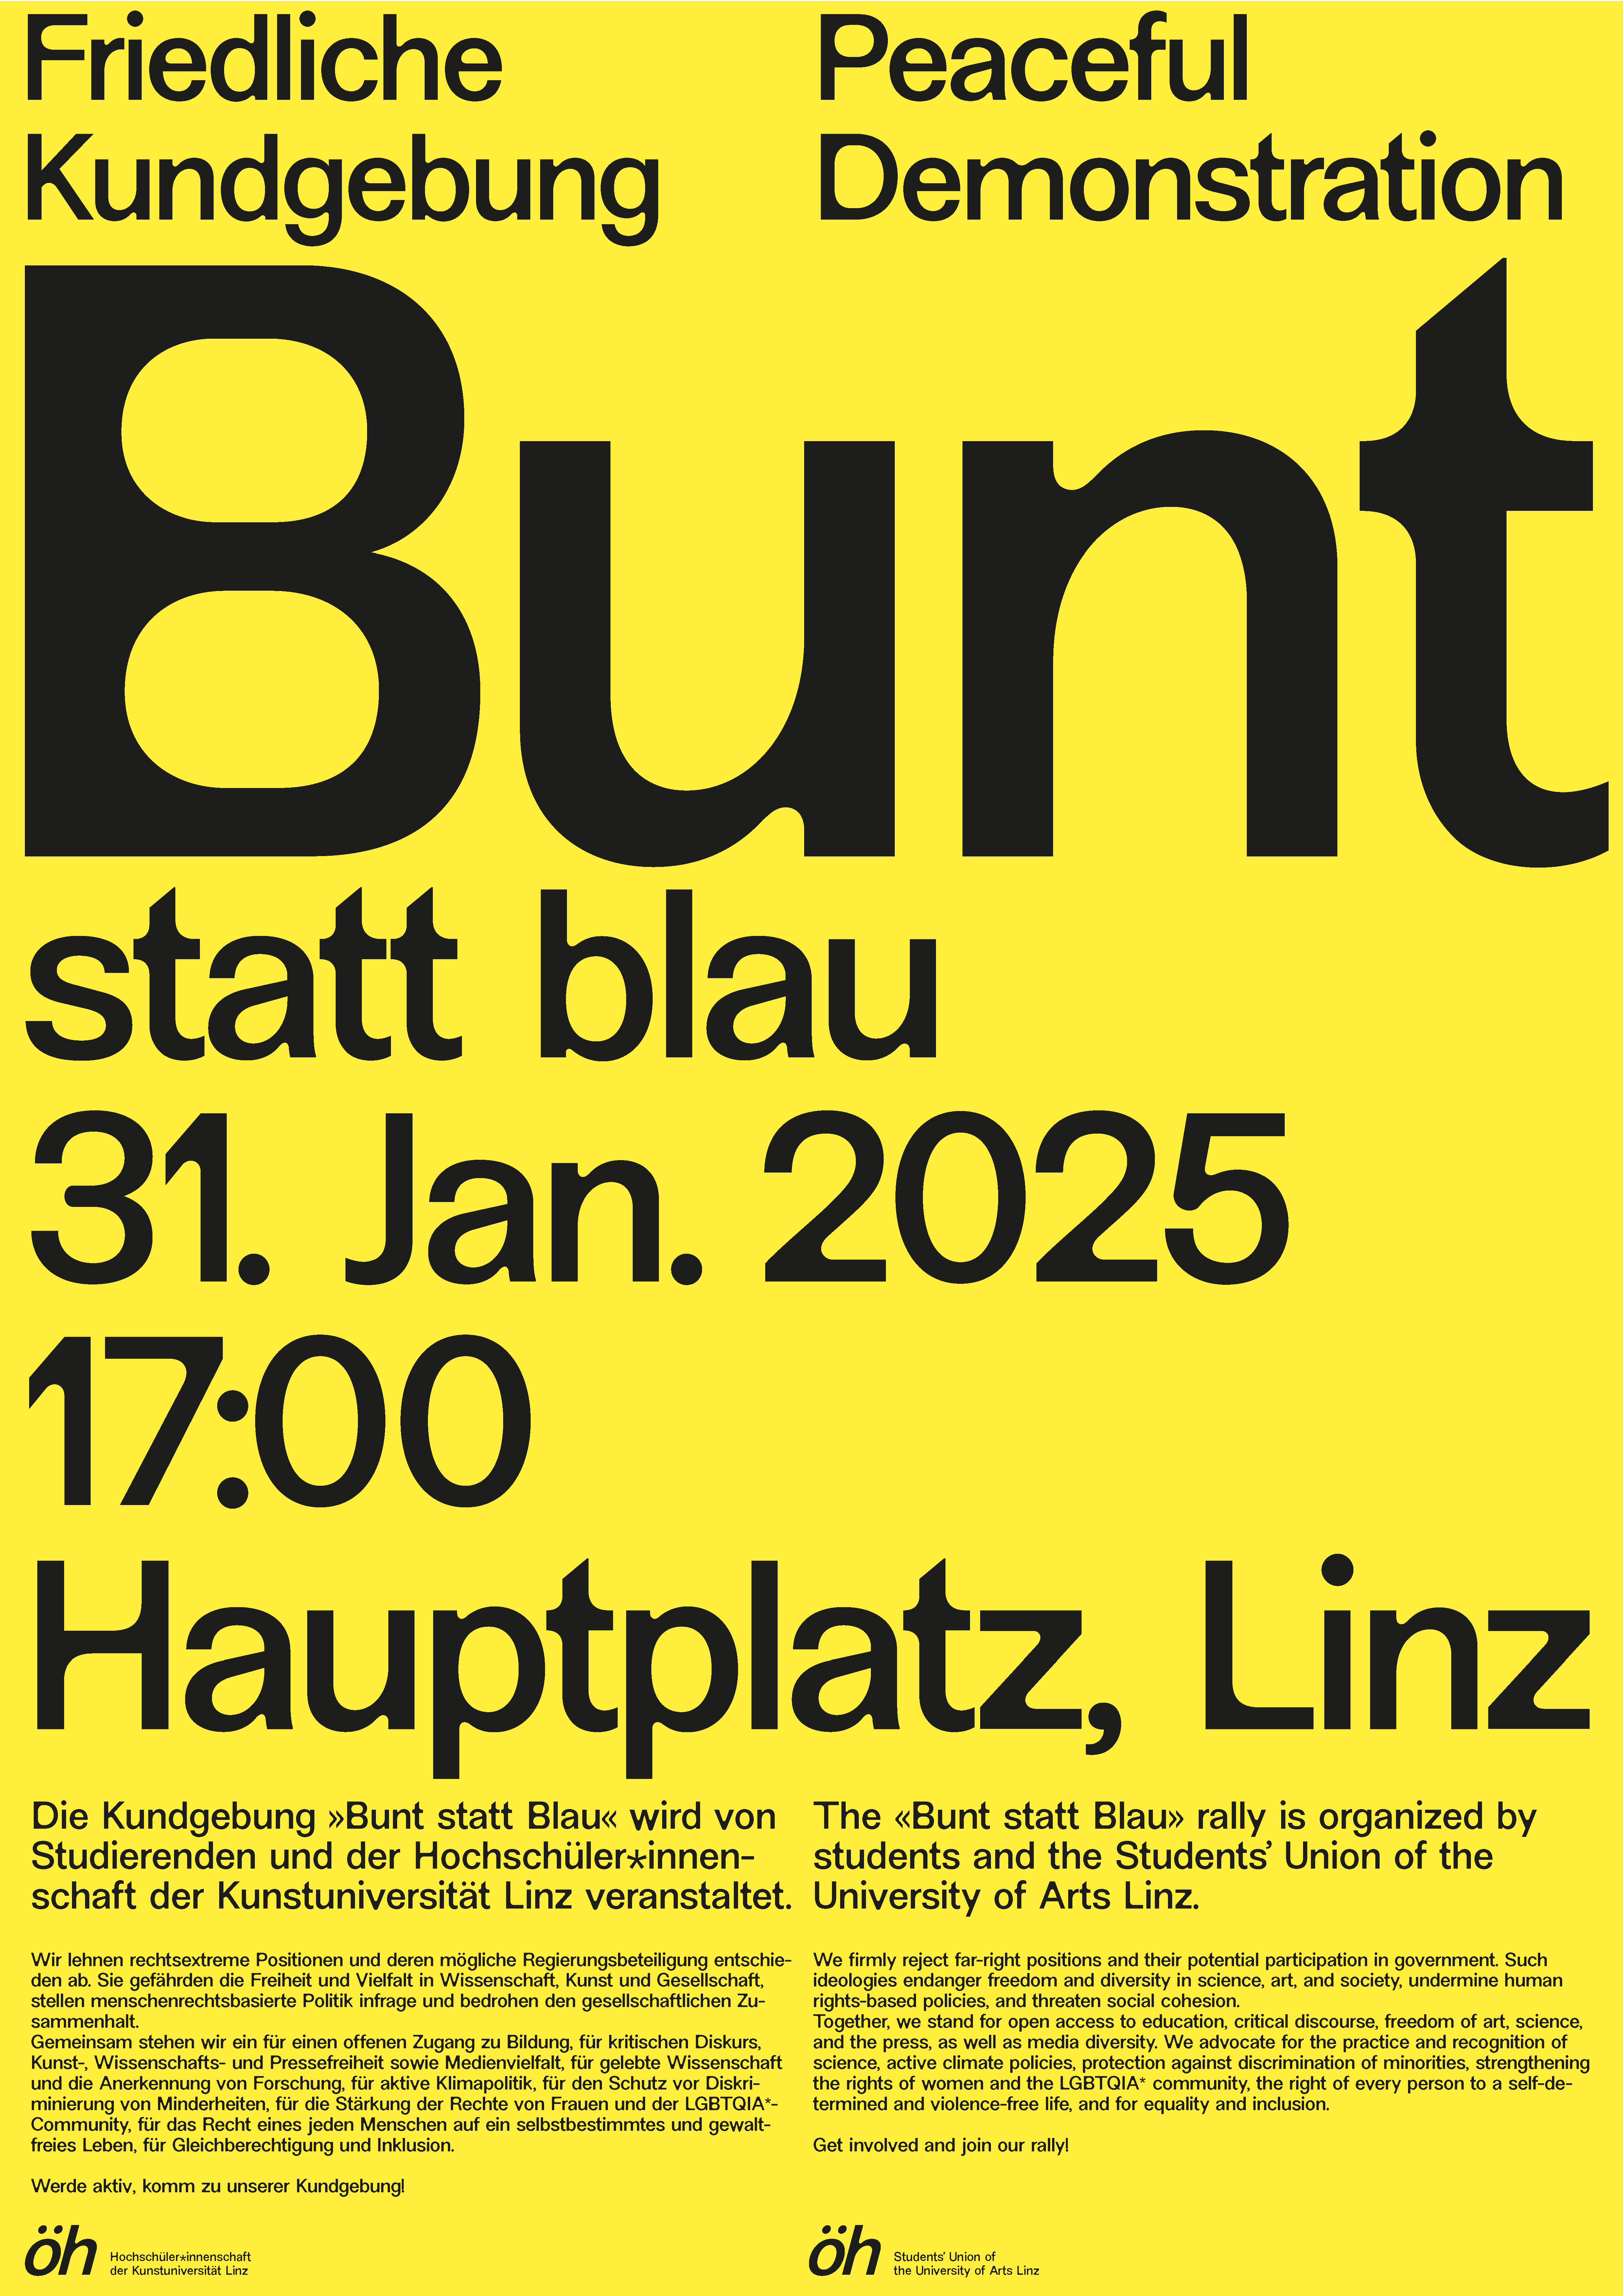 Friedliche
Kundgebung
Peaceful
Demonstration
Bunt
statt blau
31. Jan. 2025
17:00
Hauptplatz, Linz
Die Kundgebung »Bunt statt Blau« wird von
Studierenden und der Hochschüler*innen-
schaft der Kunstuniversität Linz veranstaltet.
Wir lehnen rechtsextreme Positionen und deren mögliche Regierungsbeteiligung entschie-
den ab. Sie gefährden die Freiheit und Vielfalt in Wissenschaft, Kunst und Gesellschaft,
stellen menschenrechtsbasierte Politik infrage und bedrohen den gesellschaftlichen Zu-
sammenhalt.
Gemeinsam stehen wir ein für einen offenen Zugang zu Bildung, für kritischen Diskurs,
Kunst-, Wissenschafts- und Pressefreiheit sowie Medienvielfalt, für gelebte Wissenschaft
und die Anerkennung von Forschung, für aktive Klimapolitik, für den Schutz vor Diskri-
minierung von Minderheiten, für die Stärkung der Rechte von Frauen und der LGBTQIA*-
Community, für das Recht eines jeden Menschen auf ein selbstbestimmtes und gewalt-
freies Leben, für Gleichberechtigung und Inklusion.
Werde aktiv, komm zu unserer Kundgebung!
öh
Hochschüler*innenschaft
der Kunstuniversität Linz
The «Bunt statt Blau» rally is organized by
students and the Students’ Union of the
University of Arts Linz.
We firmly reject far-right positions and their potential participation in government. Such
ideologies endanger freedom and diversity in science, art, and society, undermine human
rights-based policies, and threaten social cohesion.
Together, we stand for open access to education, critical discourse, freedom of art, science,
and the press, as well as media diversity. We advocate for the practice and recognition of
science, active climate policies, protection against discrimination of minorities, strengthening
the rights of women and the LGBTQIA* community, the right of every person to a self-de-
termined and violence-free life, and for equality and inclusion.
Get involved and join our rally!
öh
Students’ Union of
the University of Arts Linz